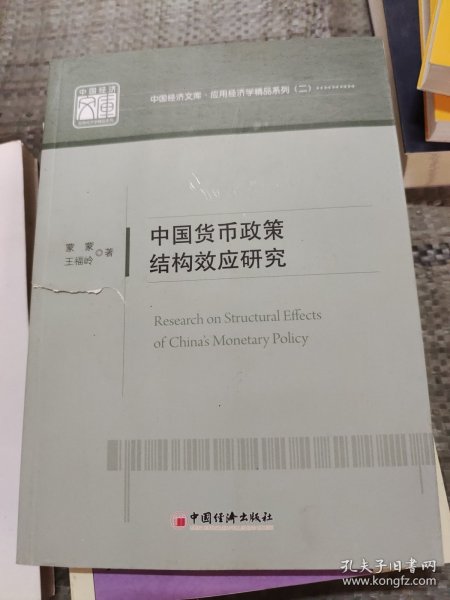 中国经济
文库
中国经济文库·应用经济学精品系列(二) >>>>>>
中国货币政策
结构效应研究
蒙 蒙
王福昤 ◎著
Research on Structural Effects
of China's Monetary Policy
中国经济出版社
孔夫子旧书网
www.kongfz.com